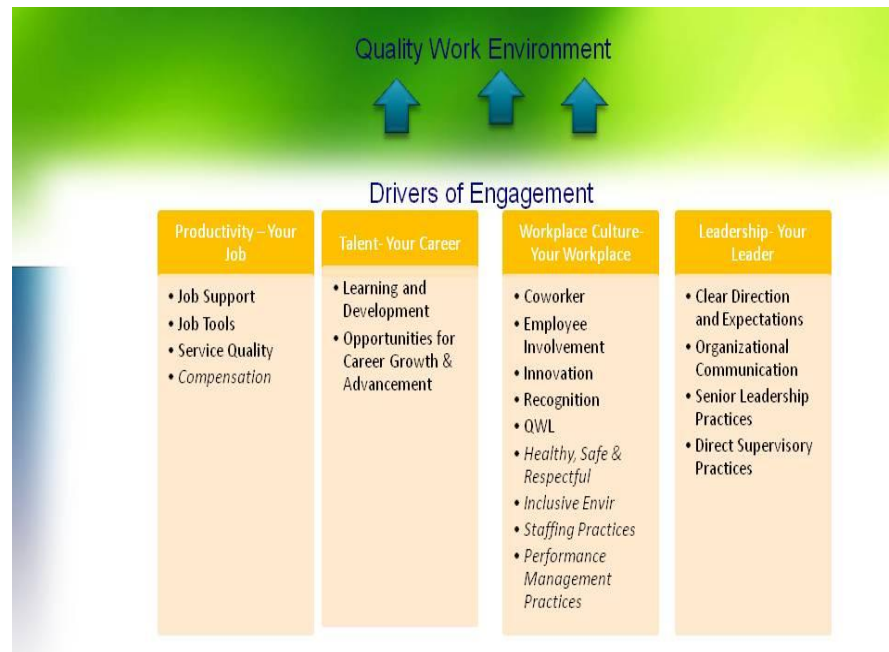 Quality Work Environment
Drivers of Engagement
Productivity – Your
Job
• Job Support
• Job Tools
• Service Quality
• Compensation
Talent- Your Career
• Learning and
Development
• Opportunities for
Career Growth &
Advancement
Workplace Culture-
Your Workplace
• Coworker
• Employee
Involvement
• Innovation
• Recognition
• QWL
• Healthy, Safe &
Respectful
• Inclusive Envir
• Staffing Practices
• Performance
Management
Practices
Leadership- Your
Leader
• Clear Direction
and Expectations
• Organizational
Communication
• Senior Leadership
Practices
• Direct Supervisory
Practices